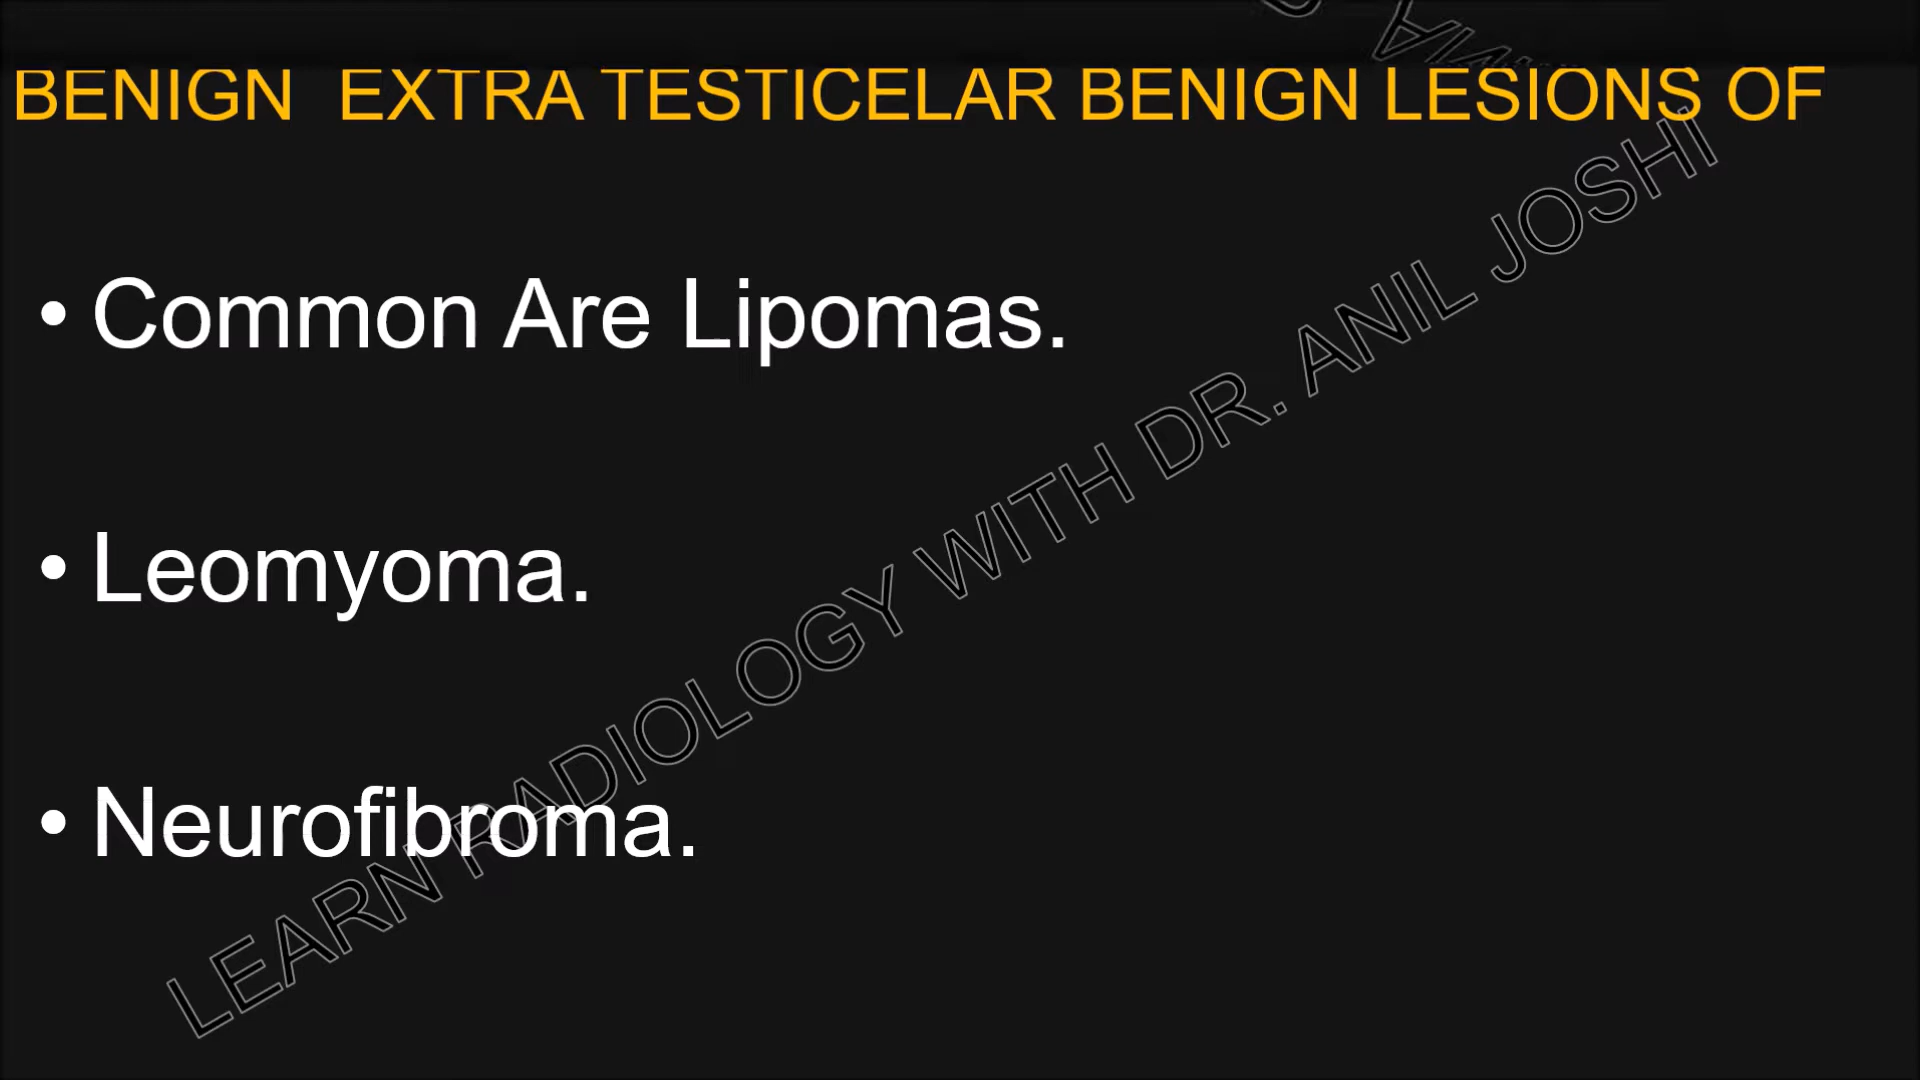 BENIGN  EXTRA TESTICELAR BENIGN LESIONS OF
• Common Are Lipomas.
• Leomyoma.
• Neurofibroma.
LEARN RADIOLOGY WITH DR. ANIL JOSHI